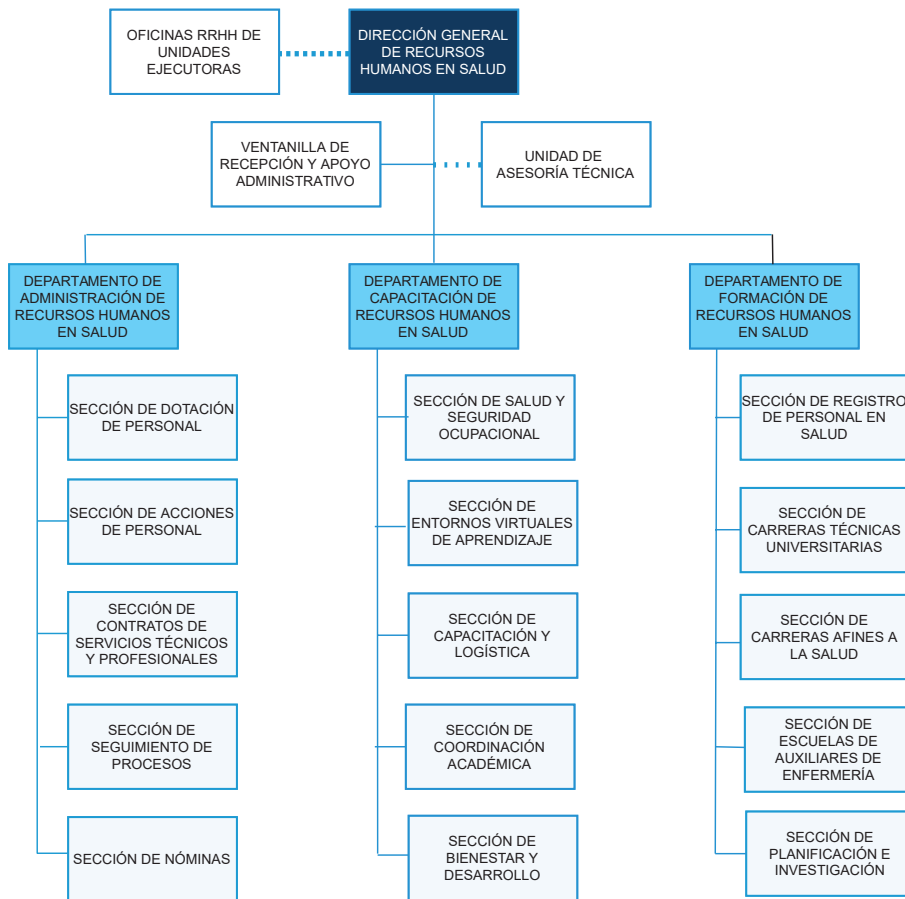 OFICINAS RRHH DE
UNIDADES
EJECUTORAS
DIRECCIÓN GENERAL
DE RECURSOS
HUMANOS EN SALUD
VENTANILLA DE
RECEPCIÓN Y APOYO
ADMINISTRATIVO
UNIDAD DE
ASESORÍA TÉCNICA
DEPARTAMENTO DE
ADMINISTRACIÓN DE
RECURSOS HUMANOS
EN SALUD
SECCIÓN DE DOTACIÓN
DE PERSONAL
SECCIÓN DE ACCIONES
DE PERSONAL
SECCIÓN DE
CONTRATOS DE
SERVICIOS TÉCNICOS
Y PROFESIONALES
SECCIÓN DE
SEGUIMIENTO DE
PROCESOS
SECCIÓN DE NÓMINAS
DEPARTAMENTO DE
CAPACITACIÓN DE
RECURSOS HUMANOS
EN SALUD
SECCIÓN DE SALUD Y
SEGURIDAD
OCUPACIONAL
SECCIÓN DE
ENTORNOS VIRTUALES
DE APRENDIZAJE
SECCIÓN DE
CAPACITACIÓN Y
LOGÍSTICA
SECCIÓN DE
COORDINACIÓN
ACADÉMICA
SECCIÓN DE
BIENESTAR Y
DESARROLLO
DEPARTAMENTO DE
FORMACIÓN DE
RECURSOS HUMANOS
EN SALUD
SECCIÓN DE REGISTRO
DE PERSONAL EN
SALUD
SECCIÓN DE
CARRERAS TÉCNICAS
UNIVERSITARIAS
SECCIÓN DE
CARRERAS AFINES A
LA SALUD
SECCIÓN DE
ESCUELAS DE
AUXILIARES DE
ENFERMERÍA
SECCIÓN DE
PLANIFICACIÓN E
INVESTIGACIÓN